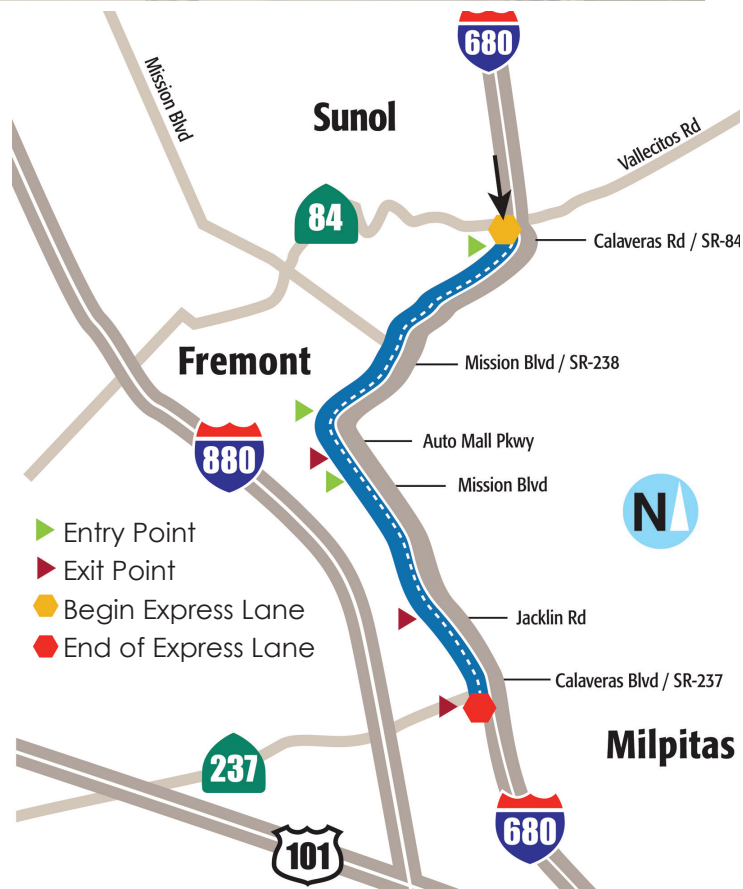 680
Mission Blvd
Sunol
Vallecitos Rd
84
Calaveras Rd / SR-84
Fremont
Mission Blvd / SR-238
Auto Mall Pkwy
880
Mission Blvd
N
Entry Point
Exit Point
Begin Express Lane
End of Express Lane
Jacklin Rd
Calaveras Blvd / SR-237
Milpitas
237
680
101